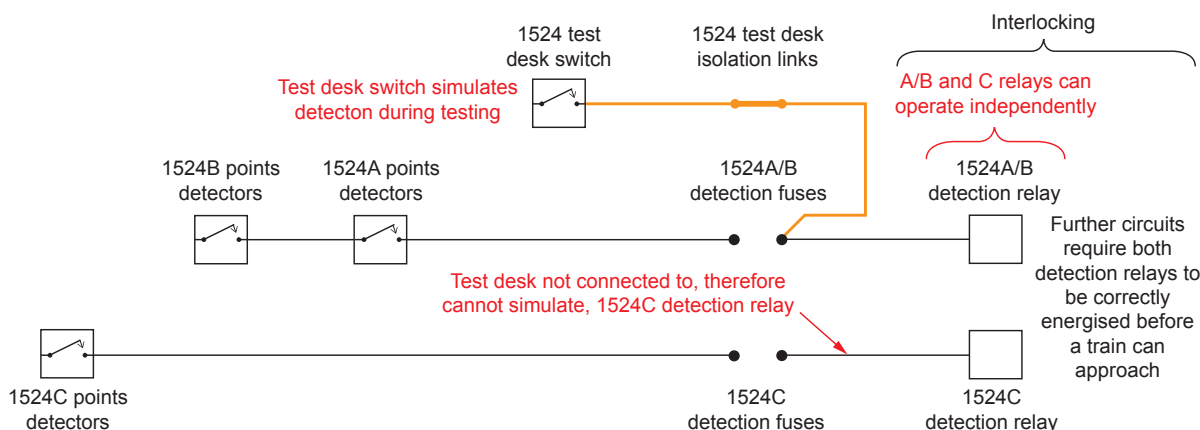 Interlocking
1524 test
desk switch
1524 test desk
isolation links
Test desk switch simulates
detecton during testing
A/B and C relays can
operate independently
1524B points
detectors
1524A points
detectors
1524A/B
detection fuses
1524A/B
detection relay
Further circuits
require both
detection relays to
be correctly
energised before
a train can
approach
Test desk not connected to, therefore
cannot simulate, 1524C detection relay
1524C points
detectors
1524C
detection fuses
1524C
detection relay